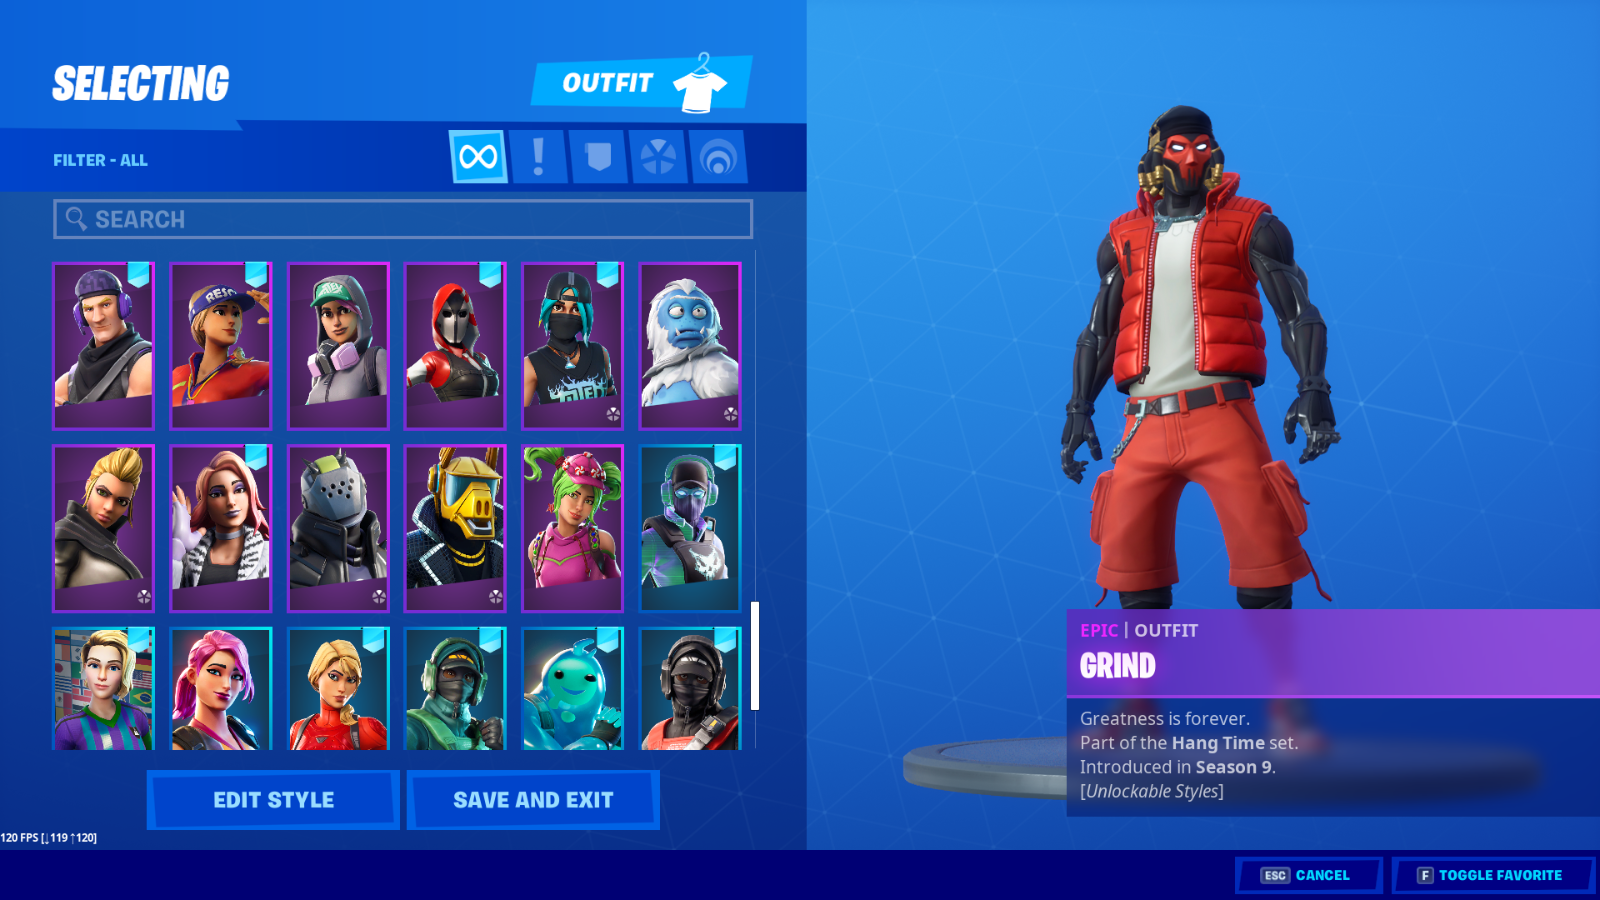 SELECTING
OUTFIT
FILTER - ALL
SEARCH
EPIC | OUTFIT
GRIND
Greatness is forever.
Part of the Hang Time set.
Introduced in Season 9.
[Unlockable Styles]
EDIT STYLE
SAVE AND EXIT
120 FPS [↓119 ↑120]
ESC CANCEL
F TOGGLE FAVORITE